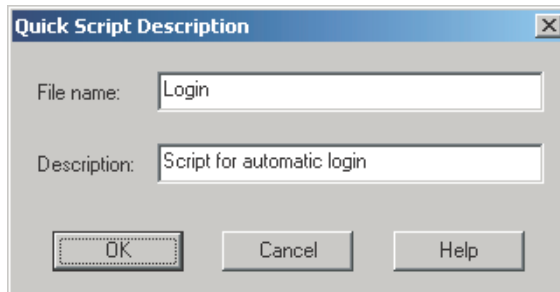 Quick Script Description
File name: Login
Description: Script for automatic login
OK Cancel Help